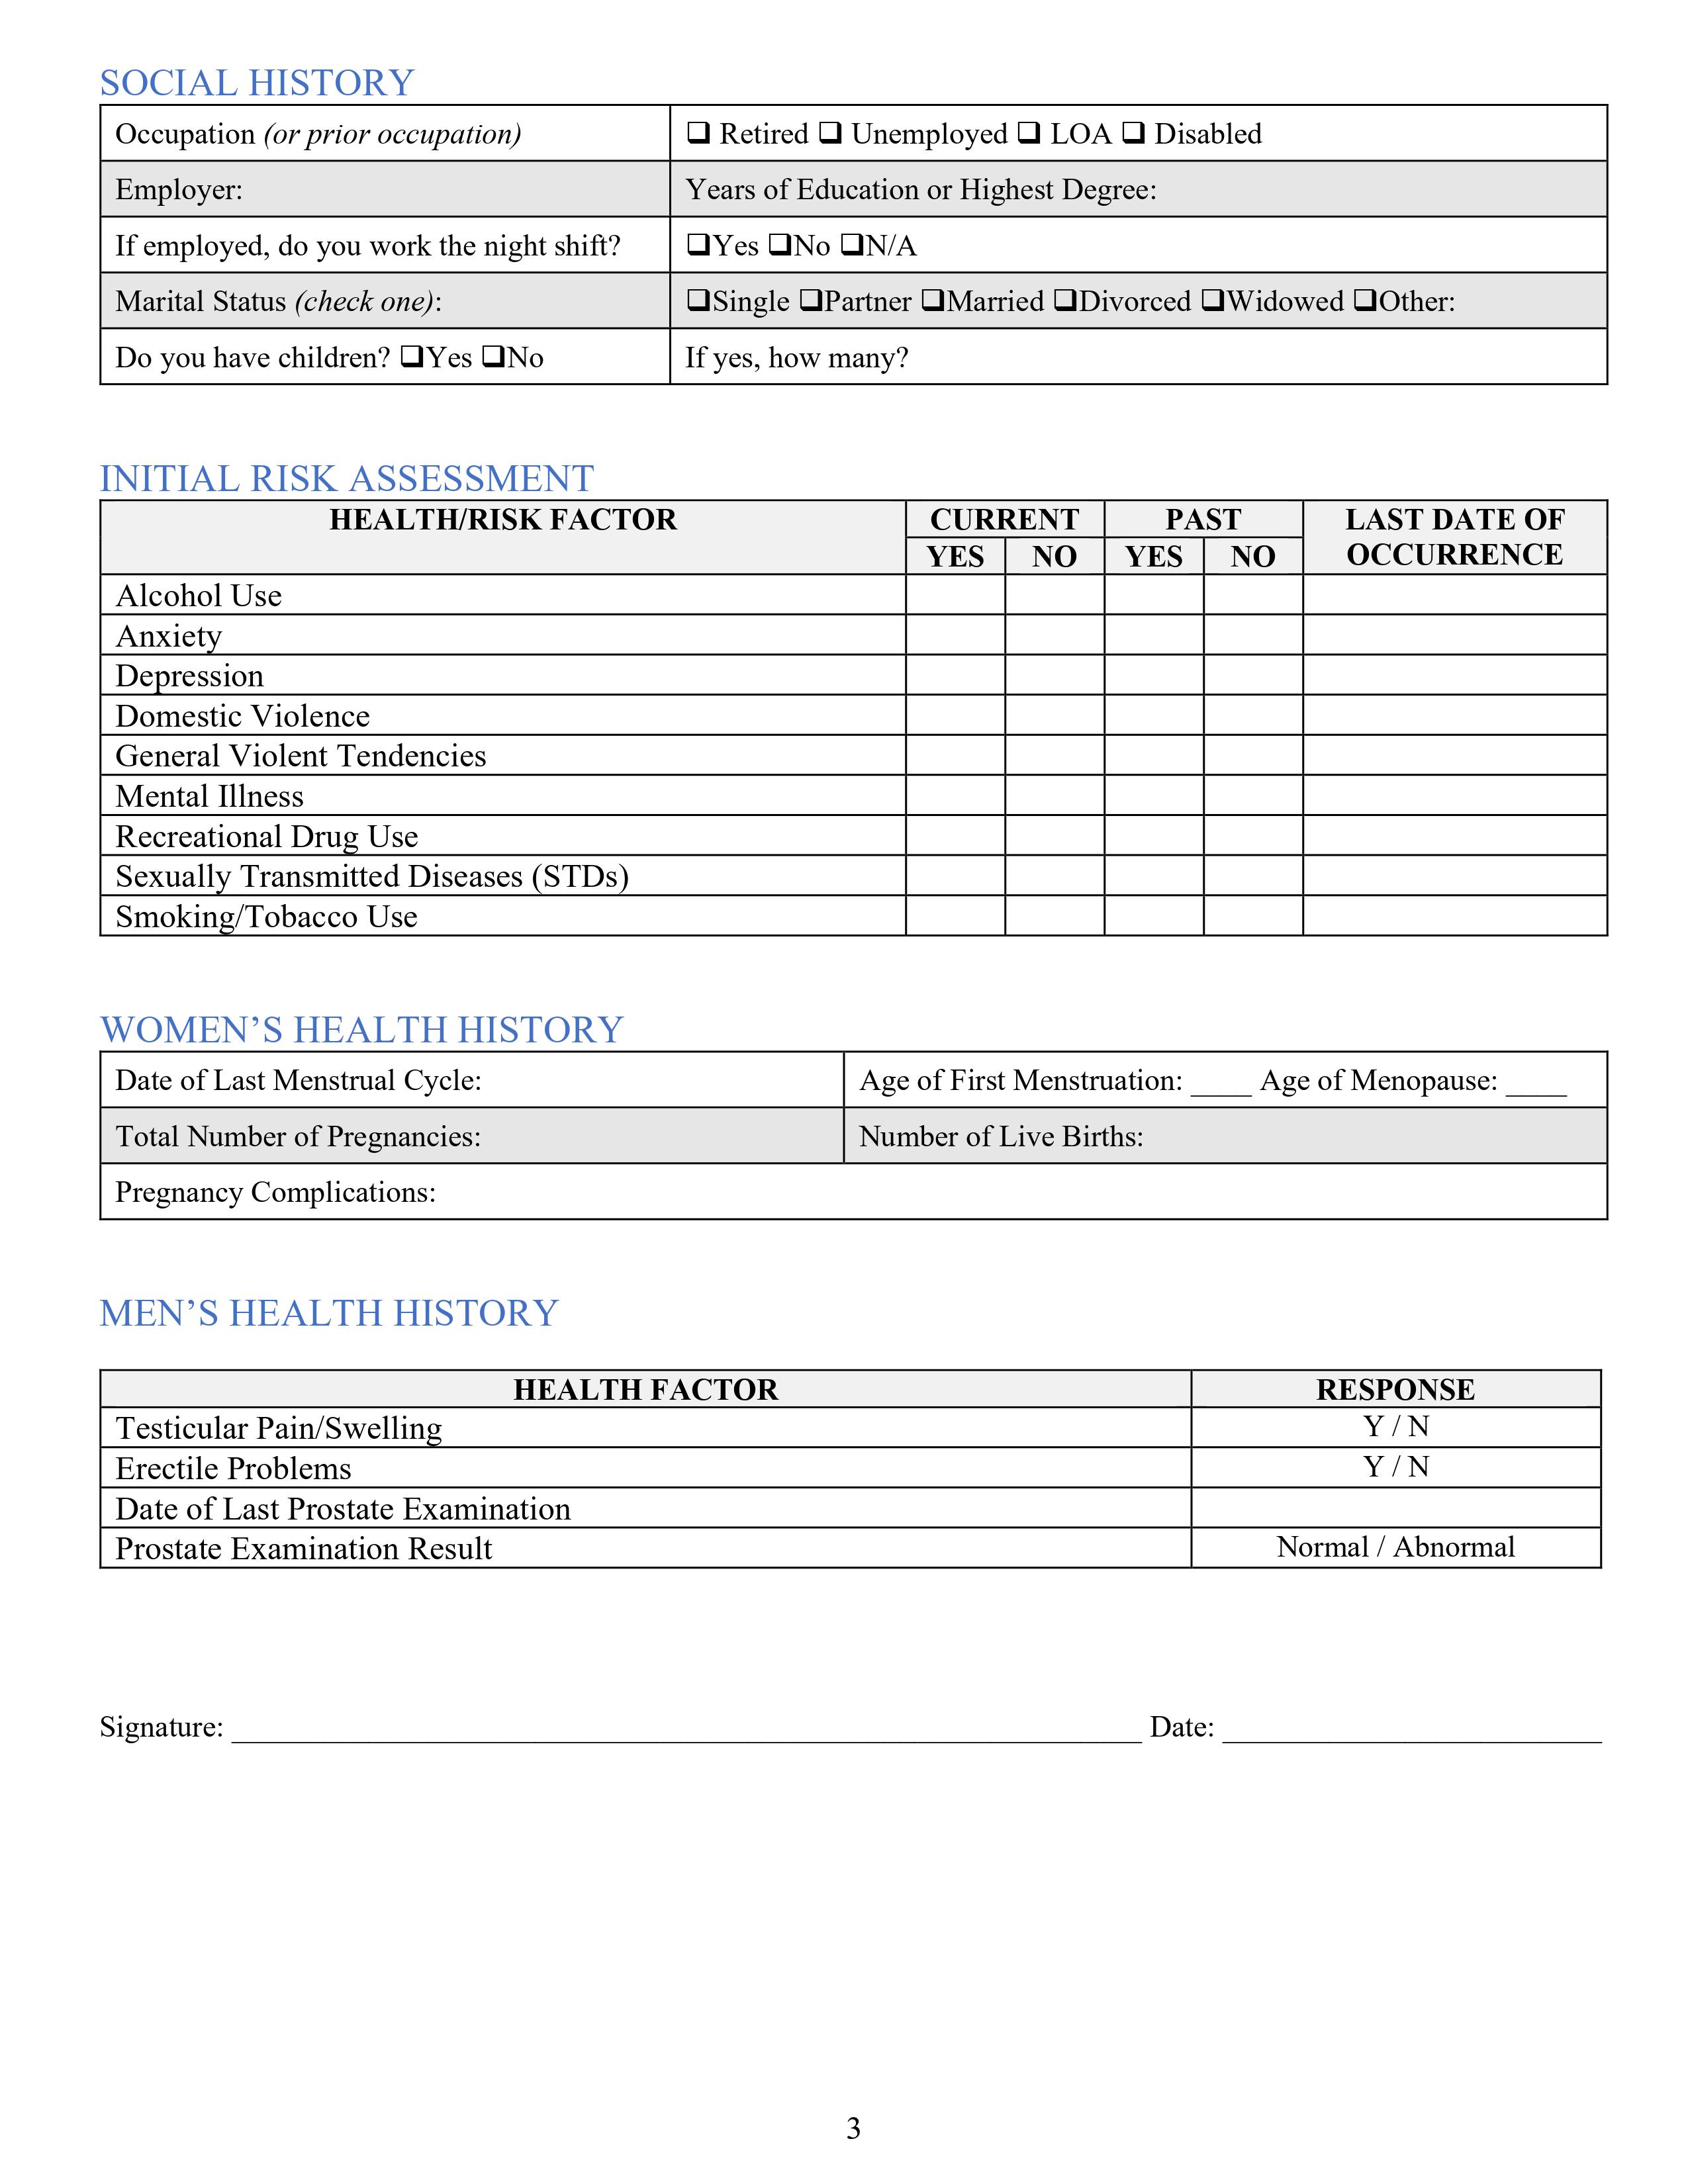 SOCIAL HISTORY
Occupation (or prior occupation) ❑ Retired ❑ Unemployed ❑ LOA ❑ Disabled
Employer: Years of Education or Highest Degree:
If employed, do you work the night shift? ❑Yes ❑No ❑N/A
Marital Status (check one): ❑Single ❑Partner ❑Married ❑Divorced ❑Widowed ❑Other:
Do you have children? ❑Yes ❑No If yes, how many?
INITIAL RISK ASSESSMENT
HEALTH/RISK FACTOR CURRENT PAST LAST DATE OF
YES NO YES NO OCCURRENCE
Alcohol Use
Anxiety
Depression
Domestic Violence
General Violent Tendencies
Mental Illness
Recreational Drug Use
Sexually Transmitted Diseases (STDs)
Smoking/Tobacco Use
WOMEN’S HEALTH HISTORY
Date of Last Menstrual Cycle: Age of First Menstruation: ____ Age of Menopause: ____
Total Number of Pregnancies: Number of Live Births:
Pregnancy Complications:
MEN’S HEALTH HISTORY
HEALTH FACTOR RESPONSE
Testicular Pain/Swelling Y / N
Erectile Problems Y / N
Date of Last Prostate Examination
Prostate Examination Result Normal / Abnormal
Signature: ____________________________________________________________ Date: _________________________
3